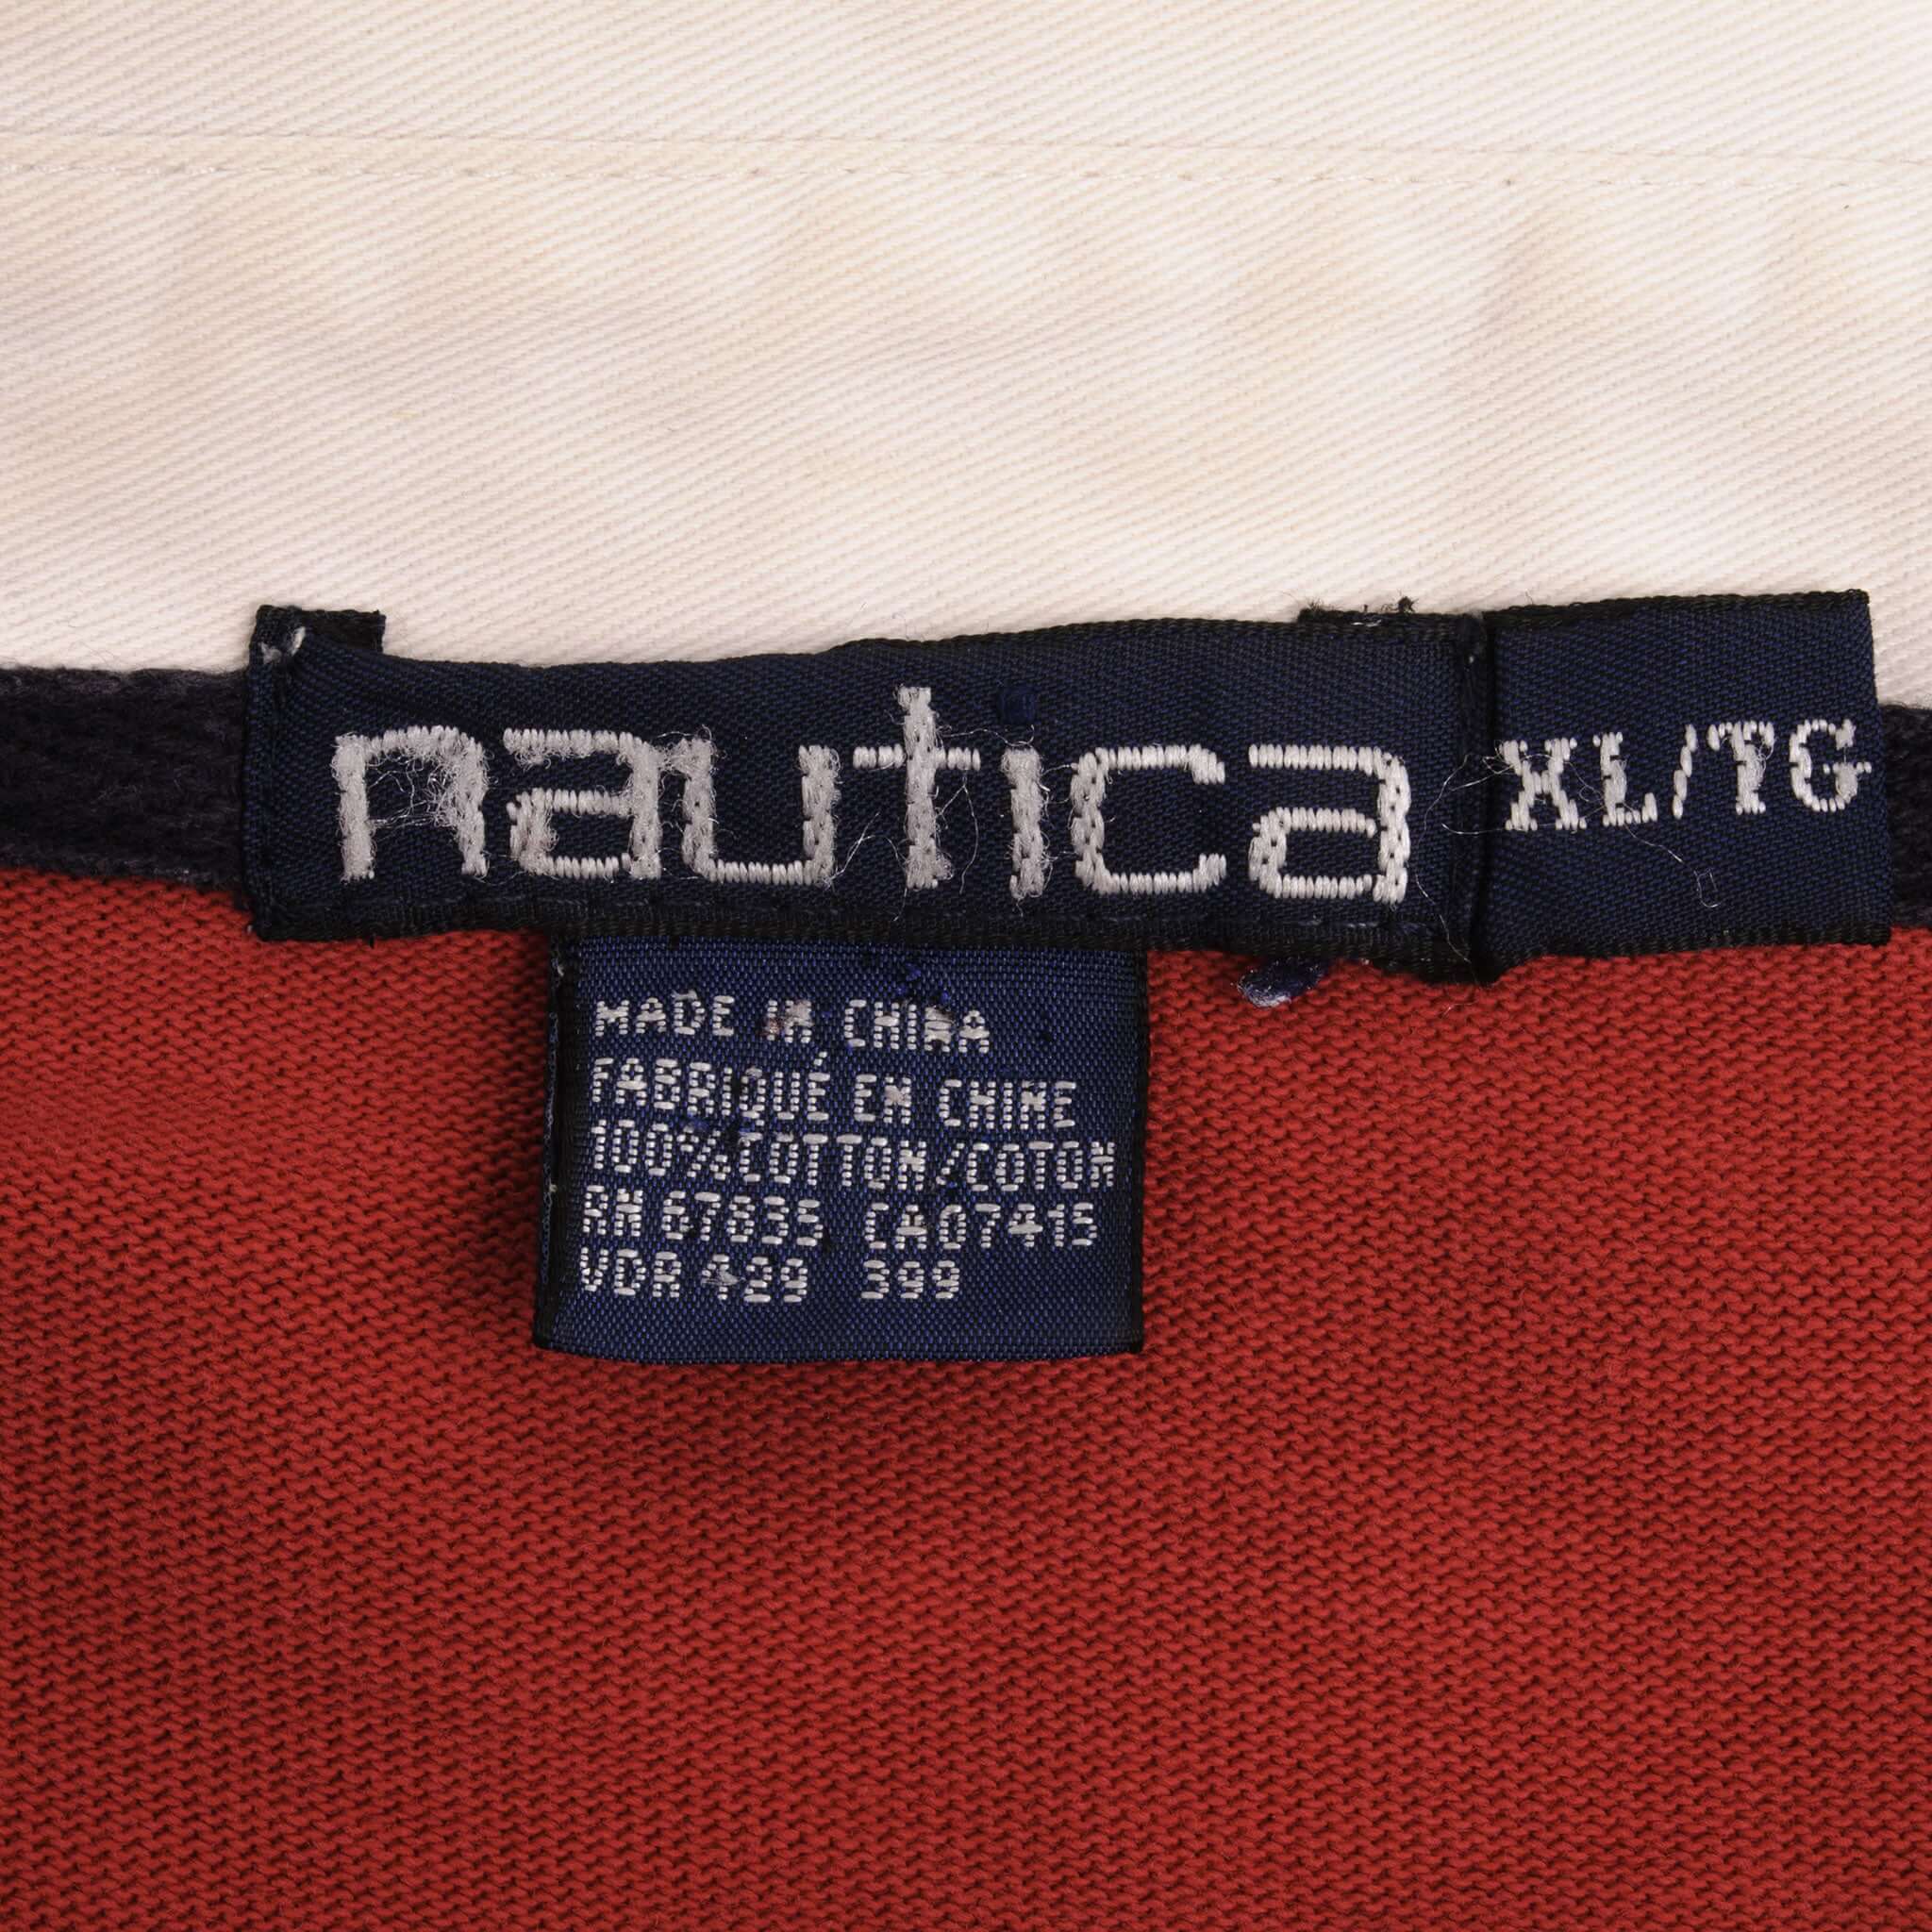 nautica
XL/TG
MADE IN CHINA
FABRIQUÉ EN CHINE
100% COTTON/COTON
RN 67835 CA07415
VDR 429 399